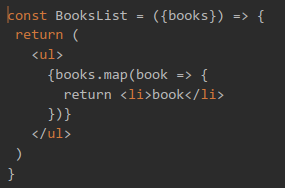 const BooksList = ({books}) => {
 return (
   <ul>
     {books.map(book => {
       return <li>book</li>
     })}
   </ul>
 )
}